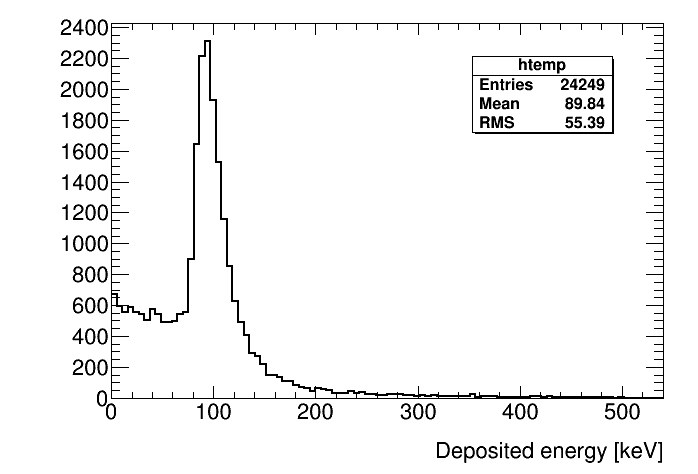 2400
2200
2000
1800
1600
1400
1200
1000
800
600
400
200
0
htemp
Entries 24249
Mean 89.84
RMS 55.39
0 100 200 300 400 500
Deposited energy [keV]